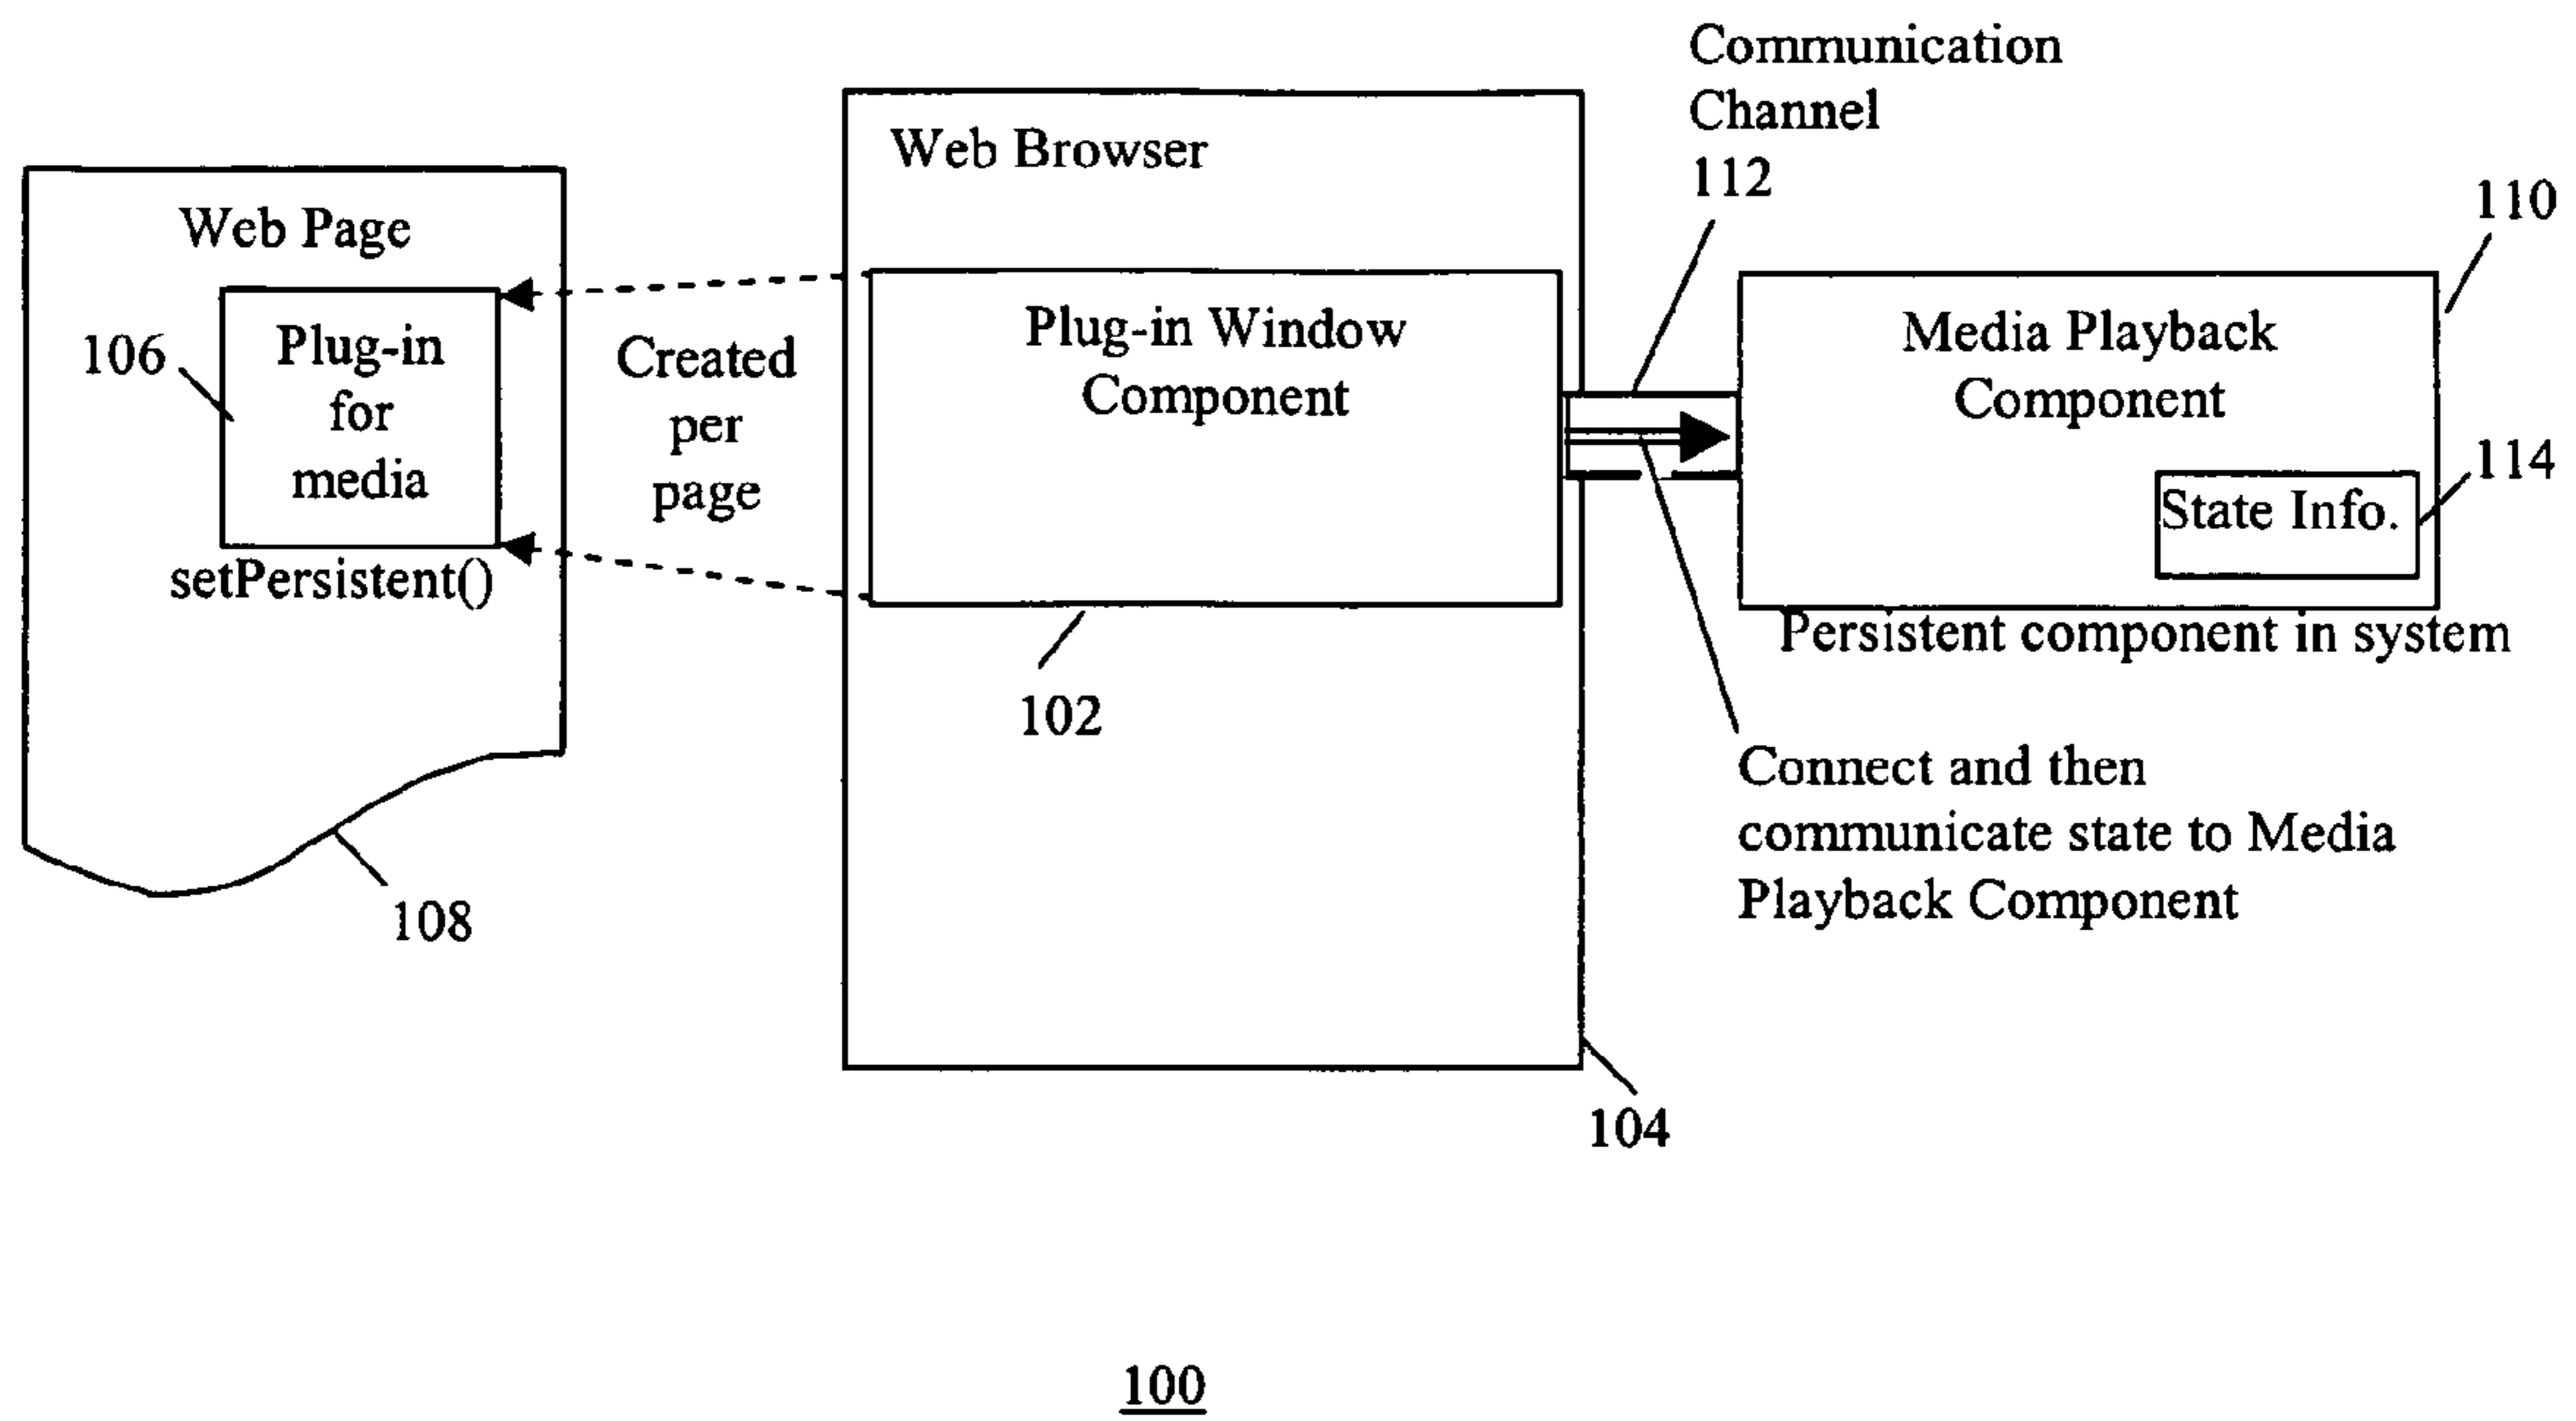 Communication
Channel
112
110
Web Browser
Web Page
Plug-in Window
Component
Media Playback
Component
106
Plug-in
for
media
Created
per
page
State Info.
114
setPersistent()
Persistent component in system
102
Connect and then
communicate state to Media
Playback Component
108
104
100